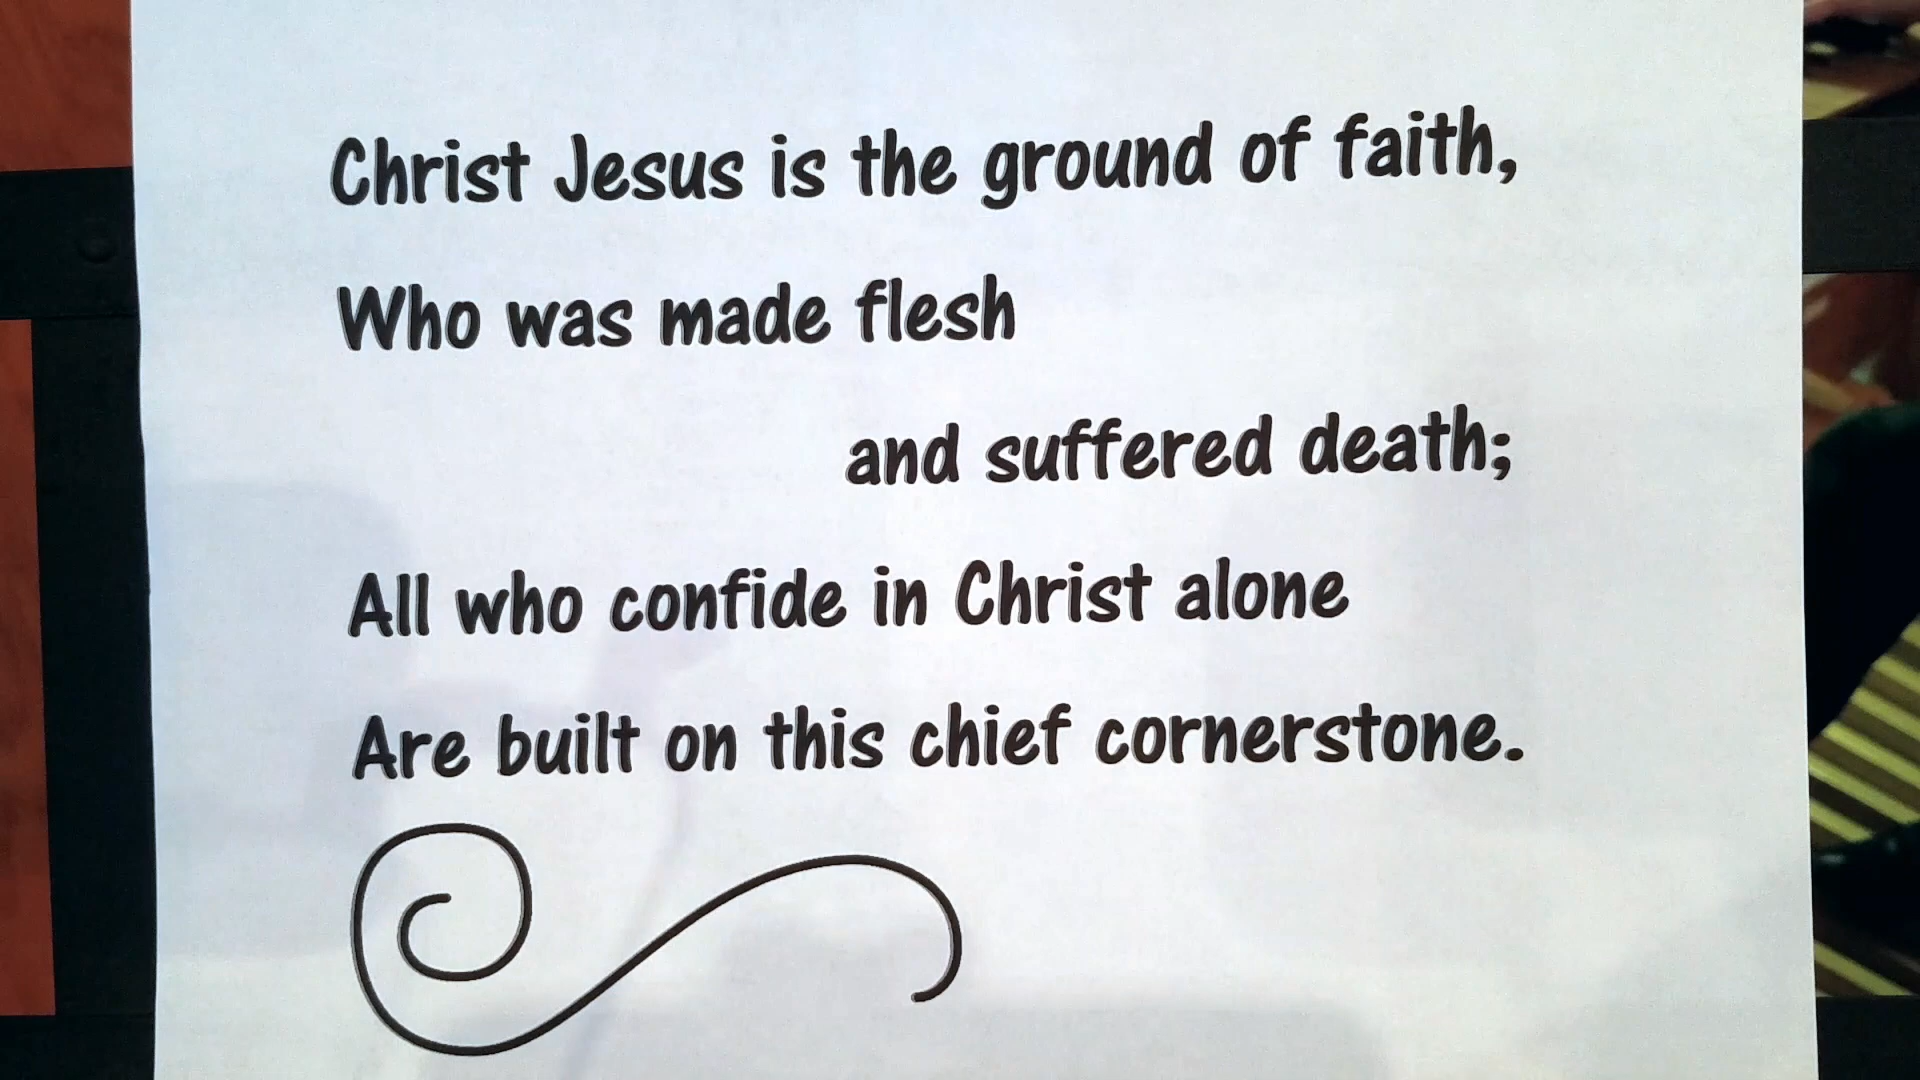 Christ Jesus is the ground of faith,
Who was made flesh
and suffered death;
All who confide in Christ alone
Are built on this chief cornerstone.